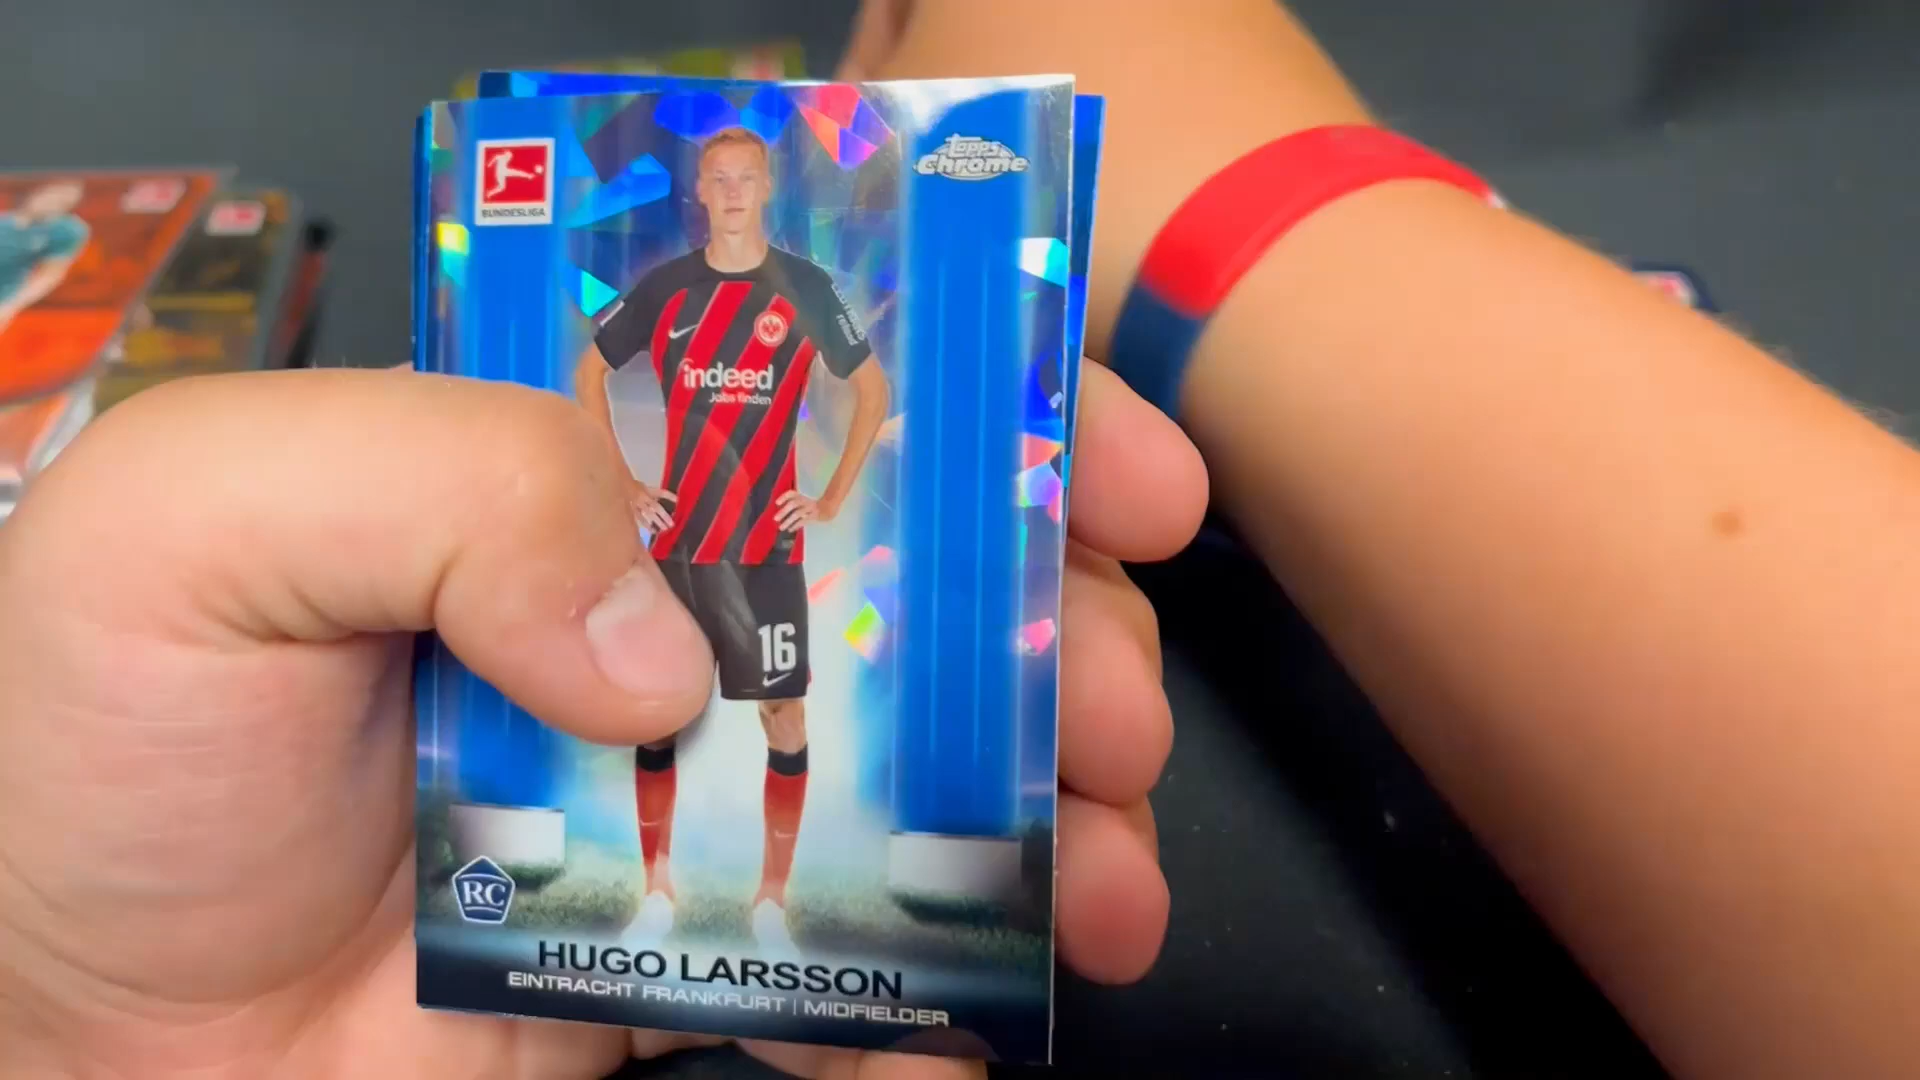 BUNDESLIGA
Topps
Chrome
indeed
Jobs finden
16
RC
HUGO LARSSON
EINTRACHT FRANKFURT | MIDFIELDER